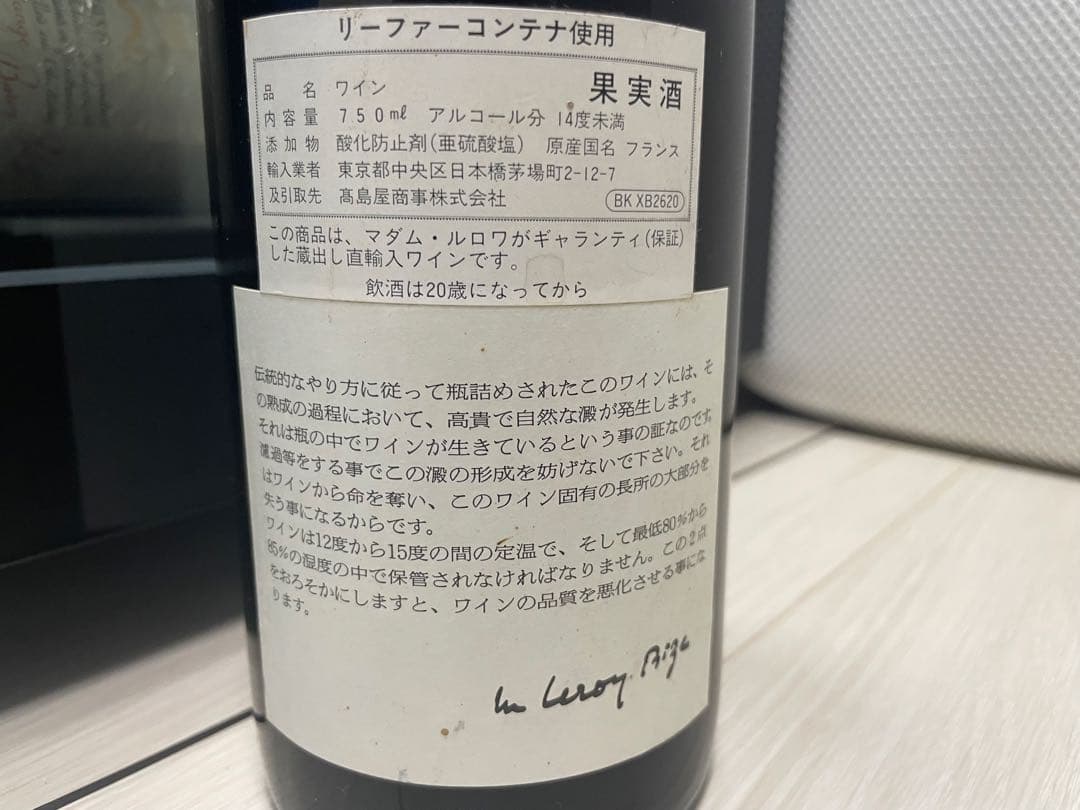 リーファーコンテナ使用
品名 ワイン 果実酒
内容量 750ml アルコール分 14度未満
添加物 酸化防止剤(亜硫酸塩) 原産国名 フランス
輸入業者 東京都中央区日本橋茅場町2-12-7
及引取先 髙島屋商事株式会社 BK XB2620
この商品は、マダム・ルロワがギャランティ(保証)
した蔵出し直輸入ワインです。
飲酒は20歳になってから
伝統的なやり方に従って瓶詰めされたこのワインには、そ
の熟成の過程において、高貴で自然な澱が発生します。
それは瓶の中でワインが生きているという事の証なのです。
濾過等をする事でこの澱の形成を妨げないで下さい。それ
はワインから命を奪い、このワイン固有の長所の大部分を
失う事になるからです。
ワインは12度から15度の間の定温で、そして最低80%から
85%の湿度の中で保管されなければなりません。この2点
をおろそかにしますと、ワインの品質を悪化させる事にな
ります。
Leroy